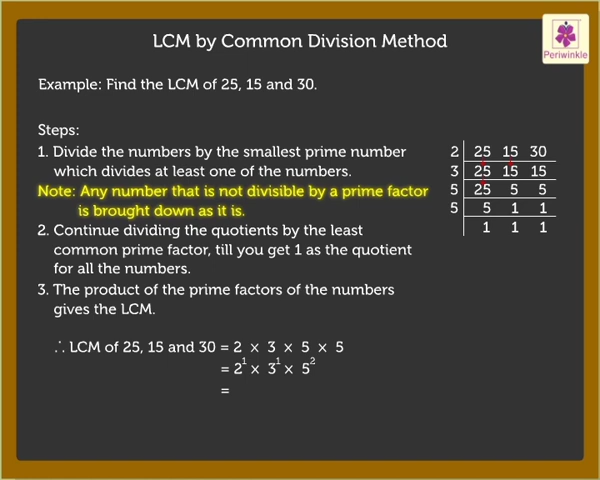 LCM by Common Division Method
Periwinkle
Example: Find the LCM of 25, 15 and 30.
Steps:
1. Divide the numbers by the smallest prime number
which divides at least one of the numbers.
Note: Any number that is not divisible by a prime factor
is brought down as it is.
2. Continue dividing the quotients by the least
common prime factor, till you get 1 as the quotient
for all the numbers.
3. The product of the prime factors of the numbers
gives the LCM.
2 | 25 15 30
3 | 25 15 15
5 | 25 5 5
5 | 5 1 1
| 1 1 1
∴ LCM of 25, 15 and 30 = 2 × 3 × 5 × 5
= 2¹ × 3¹ × 5²
=